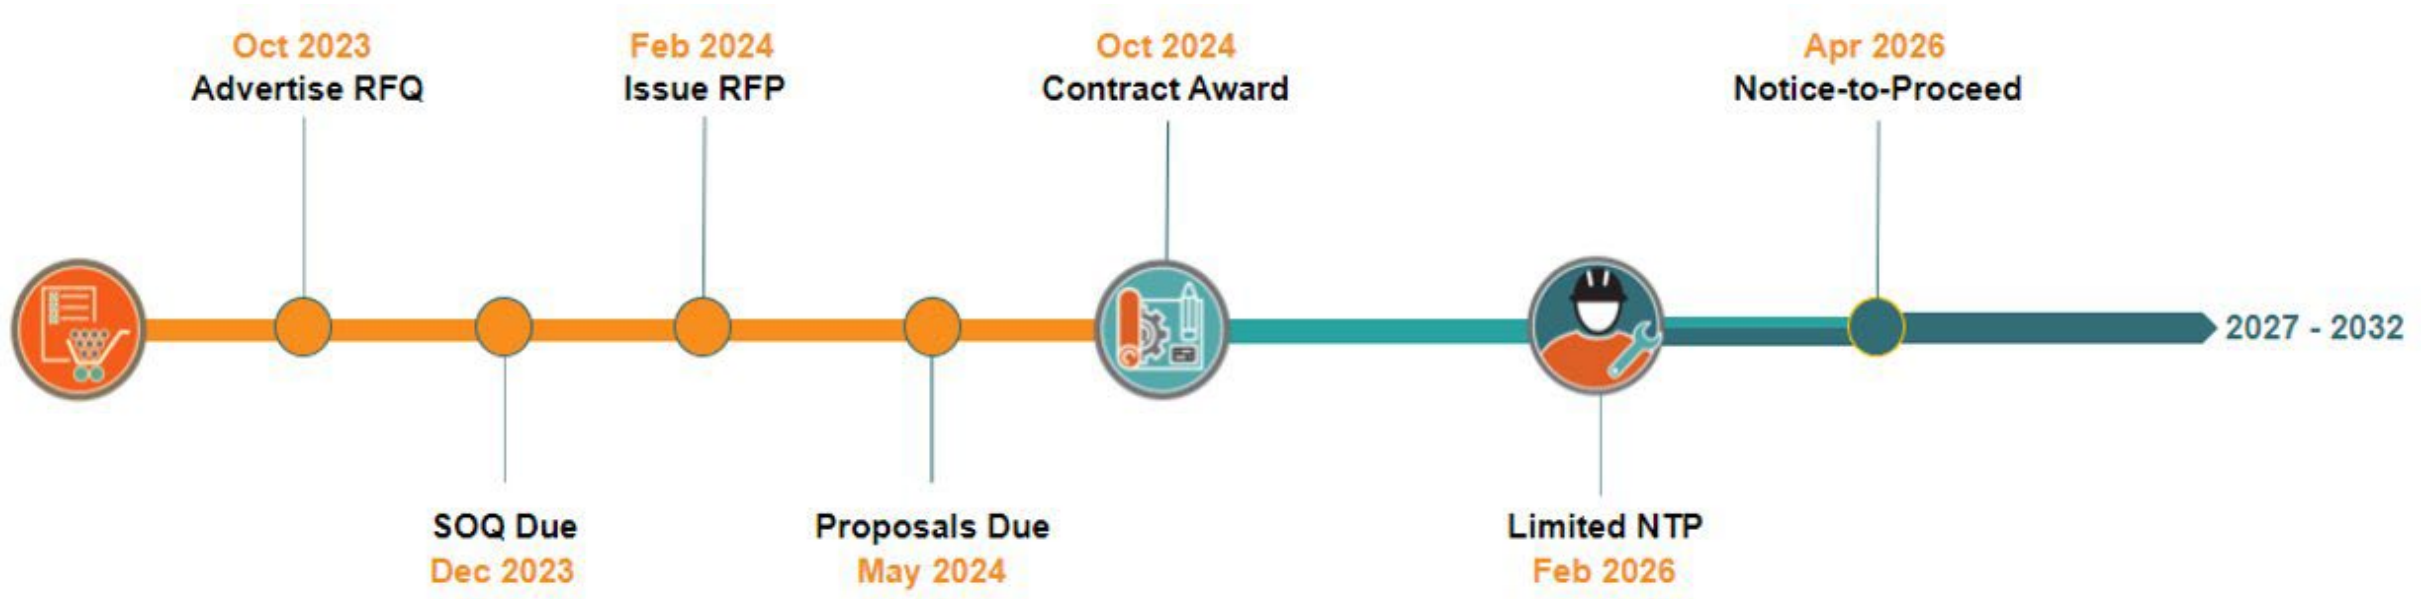 Oct 2023
Advertise RFQ
Feb 2024
Issue RFP
Oct 2024
Contract Award
Apr 2026
Notice-to-Proceed
2027 - 2032
SOQ Due
Dec 2023
Proposals Due
May 2024
Limited NTP
Feb 2026